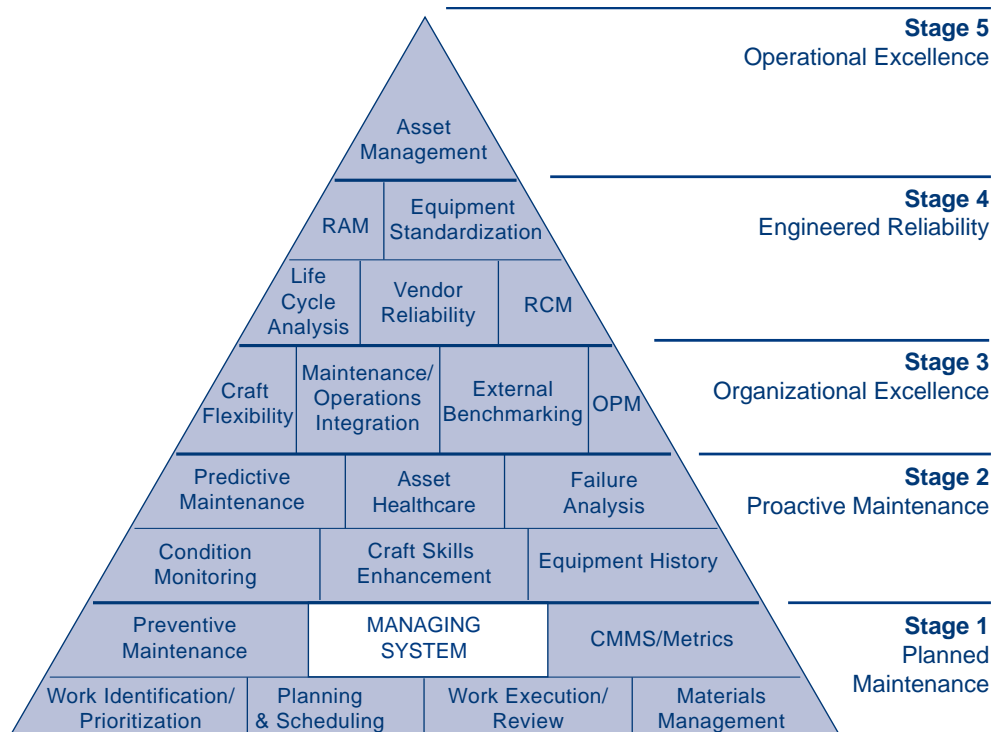 Stage 5
Operational Excellence
Asset
Management
Stage 4
Engineered Reliability
RAM
Equipment
Standardization
Life
Cycle
Analysis
Vendor
Reliability
RCM
Stage 3
Organizational Excellence
Craft
Flexibility
Maintenance/
Operations
Integration
External
Benchmarking
OPM
Stage 2
Proactive Maintenance
Predictive
Maintenance
Asset
Healthcare
Failure
Analysis
Condition
Monitoring
Craft Skills
Enhancement
Equipment History
Stage 1
Planned
Maintenance
Preventive
Maintenance
MANAGING
SYSTEM
CMMS/Metrics
Work Identification/
Prioritization
Planning
& Scheduling
Work Execution/
Review
Materials
Management